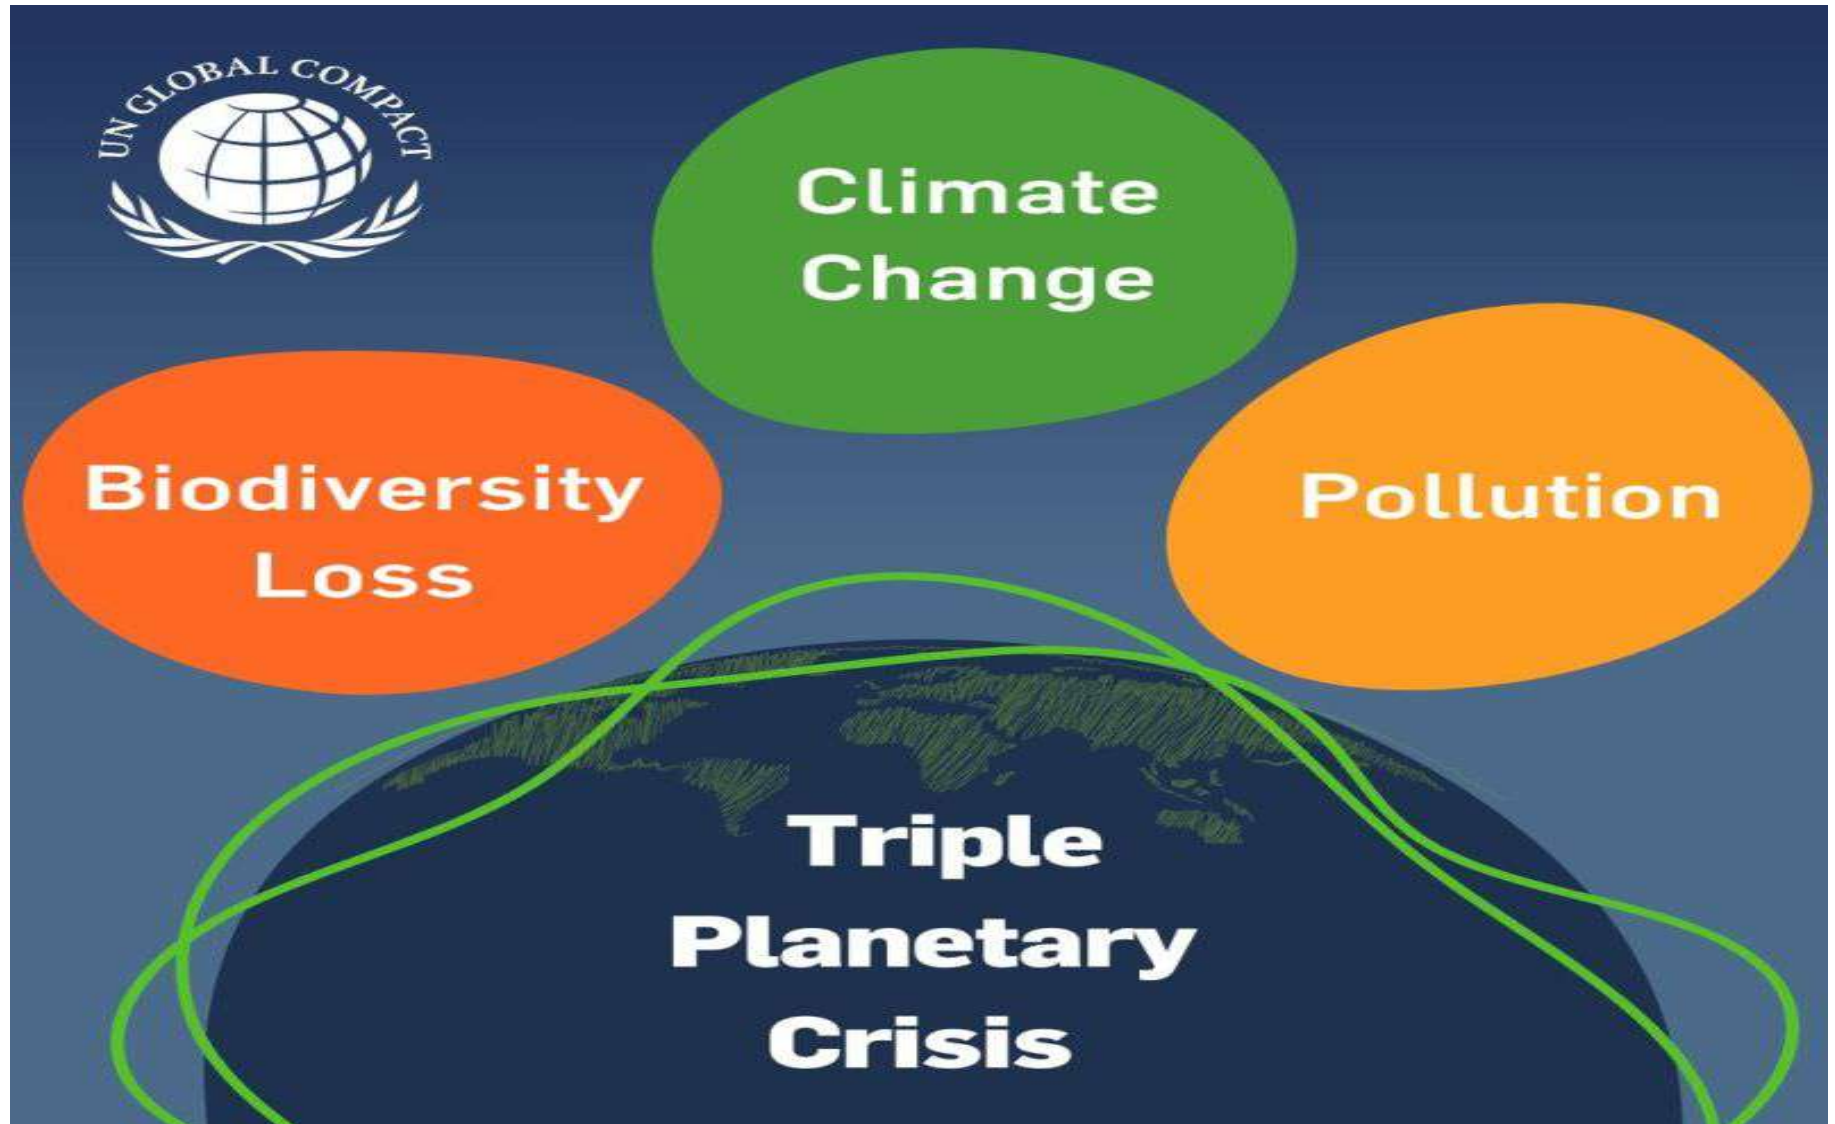 UN GLOBAL COMPACT
Climate
Change
Biodiversity
Loss
Pollution
Triple
Planetary
Crisis